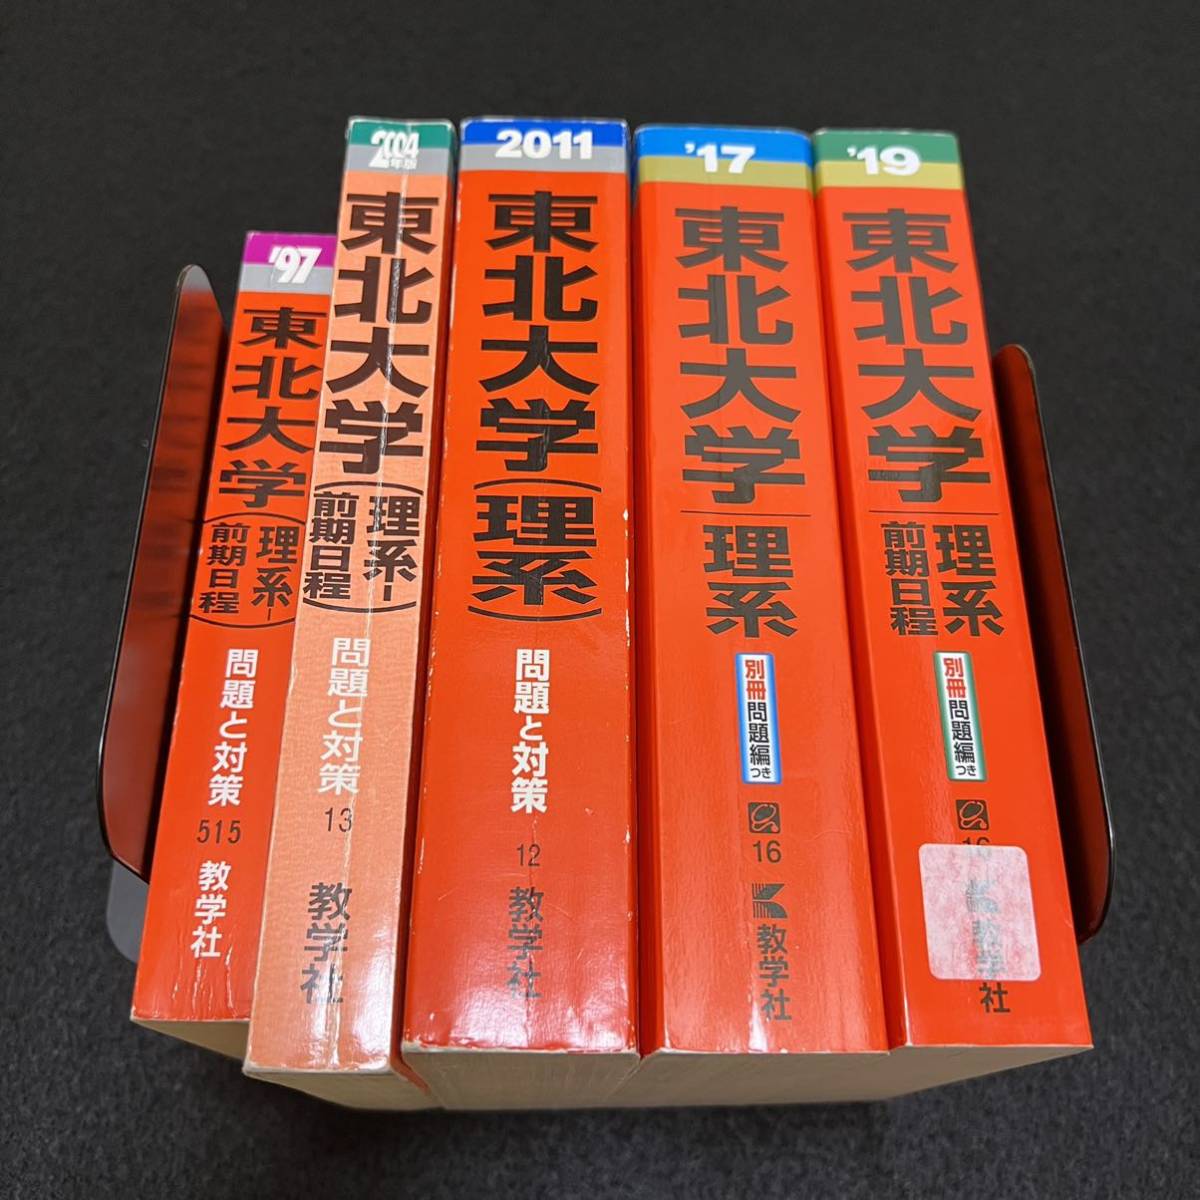 '97
東北大学
(理系-
前期日程)
問題と対策
515
教学社
2004
年版
東北大学
(理系-
前期日程)
問題と対策
13
教学社
2011
東北大学(理系)
問題と対策
12
教学社
'17
東北大学
理系
別冊問題編つき
16
教学社
'19
東北大学
理系
前期日程
別冊問題編つき
16
教学社